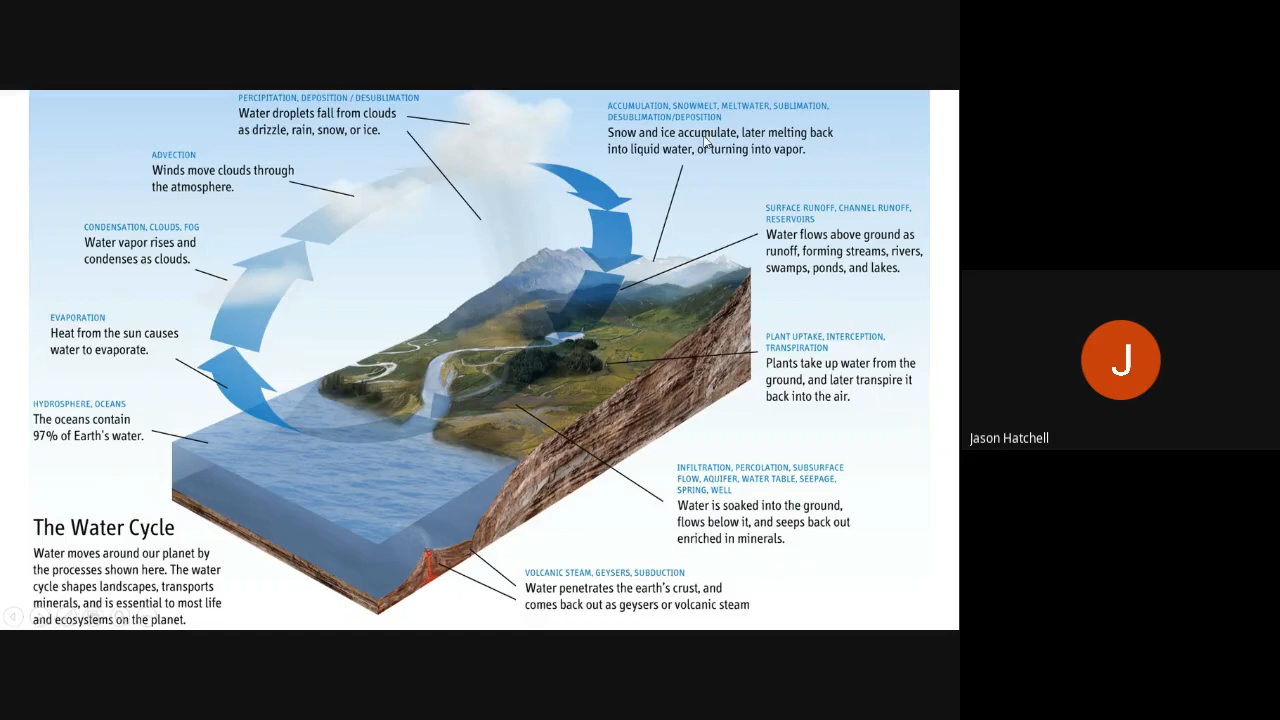 PERCIPITATION, DEPOSITION / DESUBLIMATION
Water droplets fall from clouds
as drizzle, rain, snow, or ice.
ACCUMULATION, SNOWMELT, MELTWATER, SUBLIMATION,
DESUBLIMATION/DEPOSITION
Snow and ice accumulate, later melting back
into liquid water, or turning into vapor.
ADVECTION
Winds move clouds through
the atmosphere.
SURFACE RUNOFF, CHANNEL RUNOFF,
RESERVOIRS
Water flows above ground as
runoff, forming streams, rivers,
swamps, ponds, and lakes.
CONDENSATION, CLOUDS, FOG
Water vapor rises and
condenses as clouds.
EVAPORATION
Heat from the sun causes
water to evaporate.
PLANT UPTAKE, INTERCEPTION,
TRANSPIRATION
Plants take up water from the
ground, and later transpire it
back into the air.
HYDROSPHERE, OCEANS
The oceans contain
97% of Earth's water.
INFILTRATION, PERCOLATION, SUBSURFACE
FLOW, AQUIFER, WATER TABLE, SEEPAGE,
SPRING, WELL
Water is soaked into the ground,
flows below it, and seeps back out
enriched in minerals.
The Water Cycle
Water moves around our planet by
the processes shown here. The water
cycle shapes landscapes, transports
minerals, and is essential to most life
and ecosystems on the planet.
VOLCANIC STEAM, GEYSERS, SUBDUCTION
Water penetrates the earth's crust, and
comes back out as geysers or volcanic steam
J
Jason Hatchell